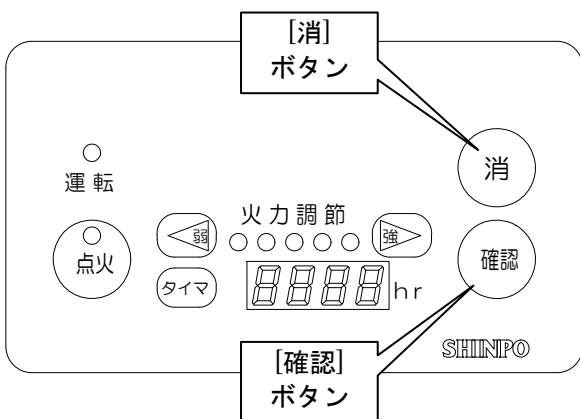 [消]
ボタン
運転
消
火力調節
弱
強
点火
確認
タイマ
8888
hr
SHINPO
[確認]
ボタン